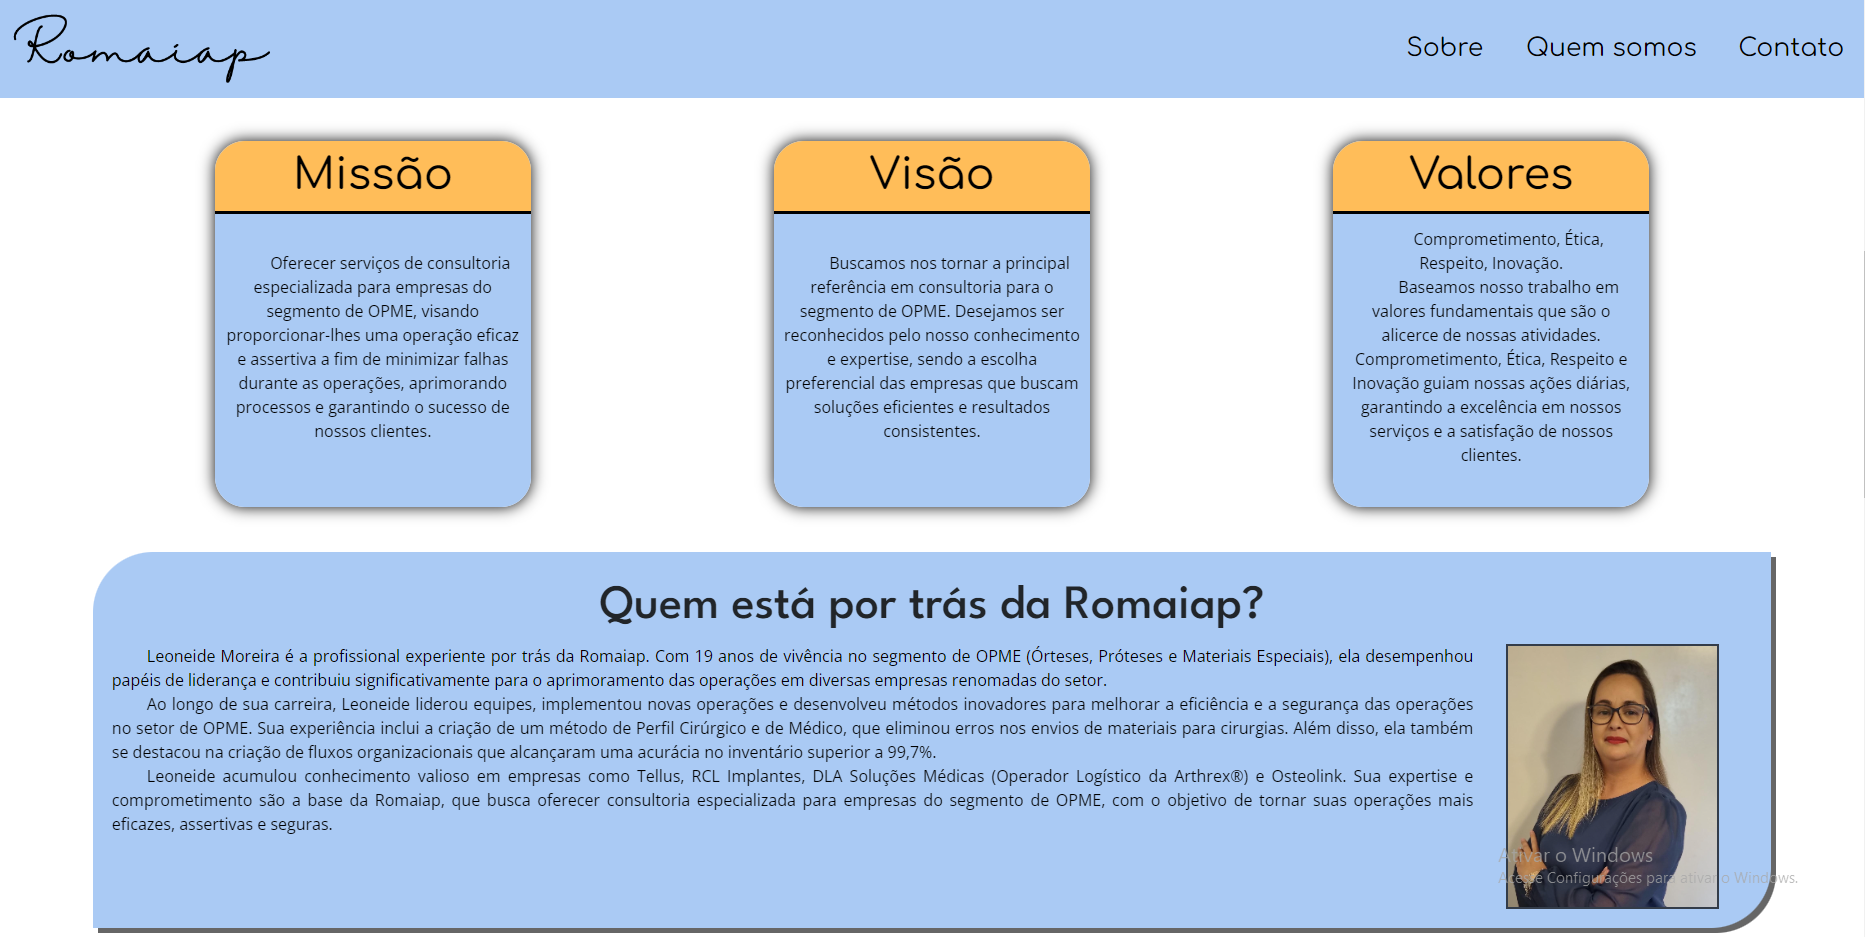 Romaiap
Sobre Quem somos Contato
Missão
Oferecer serviços de consultoria
especializada para empresas do
segmento de OPME, visando
proporcionar-lhes uma operação eficaz
e assertiva a fim de minimizar falhas
durante as operações, aprimorando
processos e garantindo o sucesso de
nossos clientes.
Visão
Buscamos nos tornar a principal
referência em consultoria para o
segmento de OPME. Desejamos ser
reconhecidos pelo nosso conhecimento
e expertise, sendo a escolha
preferencial das empresas que buscam
soluções eficientes e resultados
consistentes.
Valores
Comprometimento, Ética,
Respeito, Inovação.
Baseamos nosso trabalho em
valores fundamentais que são o
alicerce de nossas atividades.
Comprometimento, Ética, Respeito e
Inovação guiam nossas ações diárias,
garantindo a excelência em nossos
serviços e a satisfação de nossos
clientes.
Quem está por trás da Romaiap?
Leoneide Moreira é a profissional experiente por trás da Romaiap. Com 19 anos de vivência no segmento de OPME (Órteses, Próteses e Materiais Especiais), ela desempenhou
papéis de liderança e contribuiu significativamente para o aprimoramento das operações em diversas empresas renomadas do setor.
Ao longo de sua carreira, Leoneide liderou equipes, implementou novas operações e desenvolveu métodos inovadores para melhorar a eficiência e a segurança das operações
no setor de OPME. Sua experiência inclui a criação de um método de Perfil Cirúrgico e de Médico, que eliminou erros nos envios de materiais para cirurgias. Além disso, ela também
se destacou na criação de fluxos organizacionais que alcançaram uma acurácia no inventário superior a 99,7%.
Leoneide acumulou conhecimento valioso em empresas como Tellus, RCL Implantes, DLA Soluções Médicas (Operador Logístico da Arthrex®) e Osteolink. Sua expertise e
comprometimento são a base da Romaiap, que busca oferecer consultoria especializada para empresas do segmento de OPME, com o objetivo de tornar suas operações mais
eficazes, assertivas e seguras.
Ativar o Windows
Acesse Configurações para ativar o Windows.